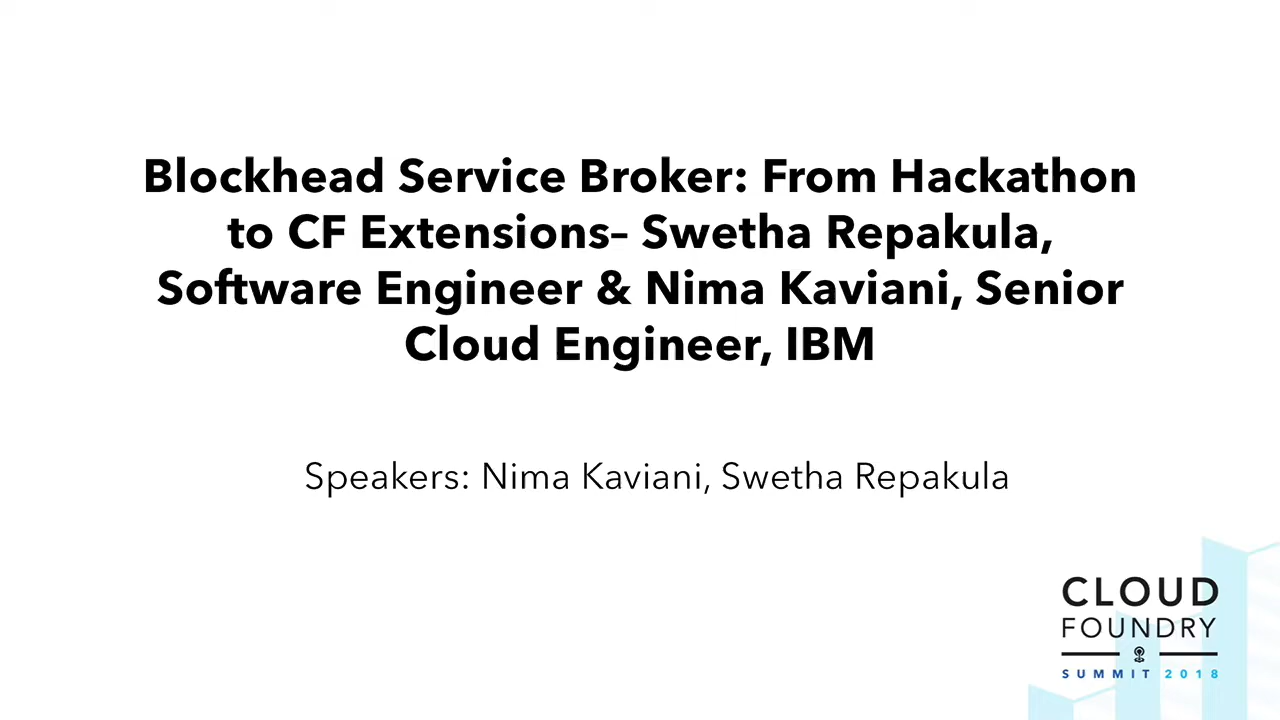 Blockhead Service Broker: From Hackathon
to CF Extensions– Swetha Repakula,
Software Engineer & Nima Kaviani, Senior
Cloud Engineer, IBM
Speakers: Nima Kaviani, Swetha Repakula
CLOUD
FOUNDRY
SUMMIT 2018